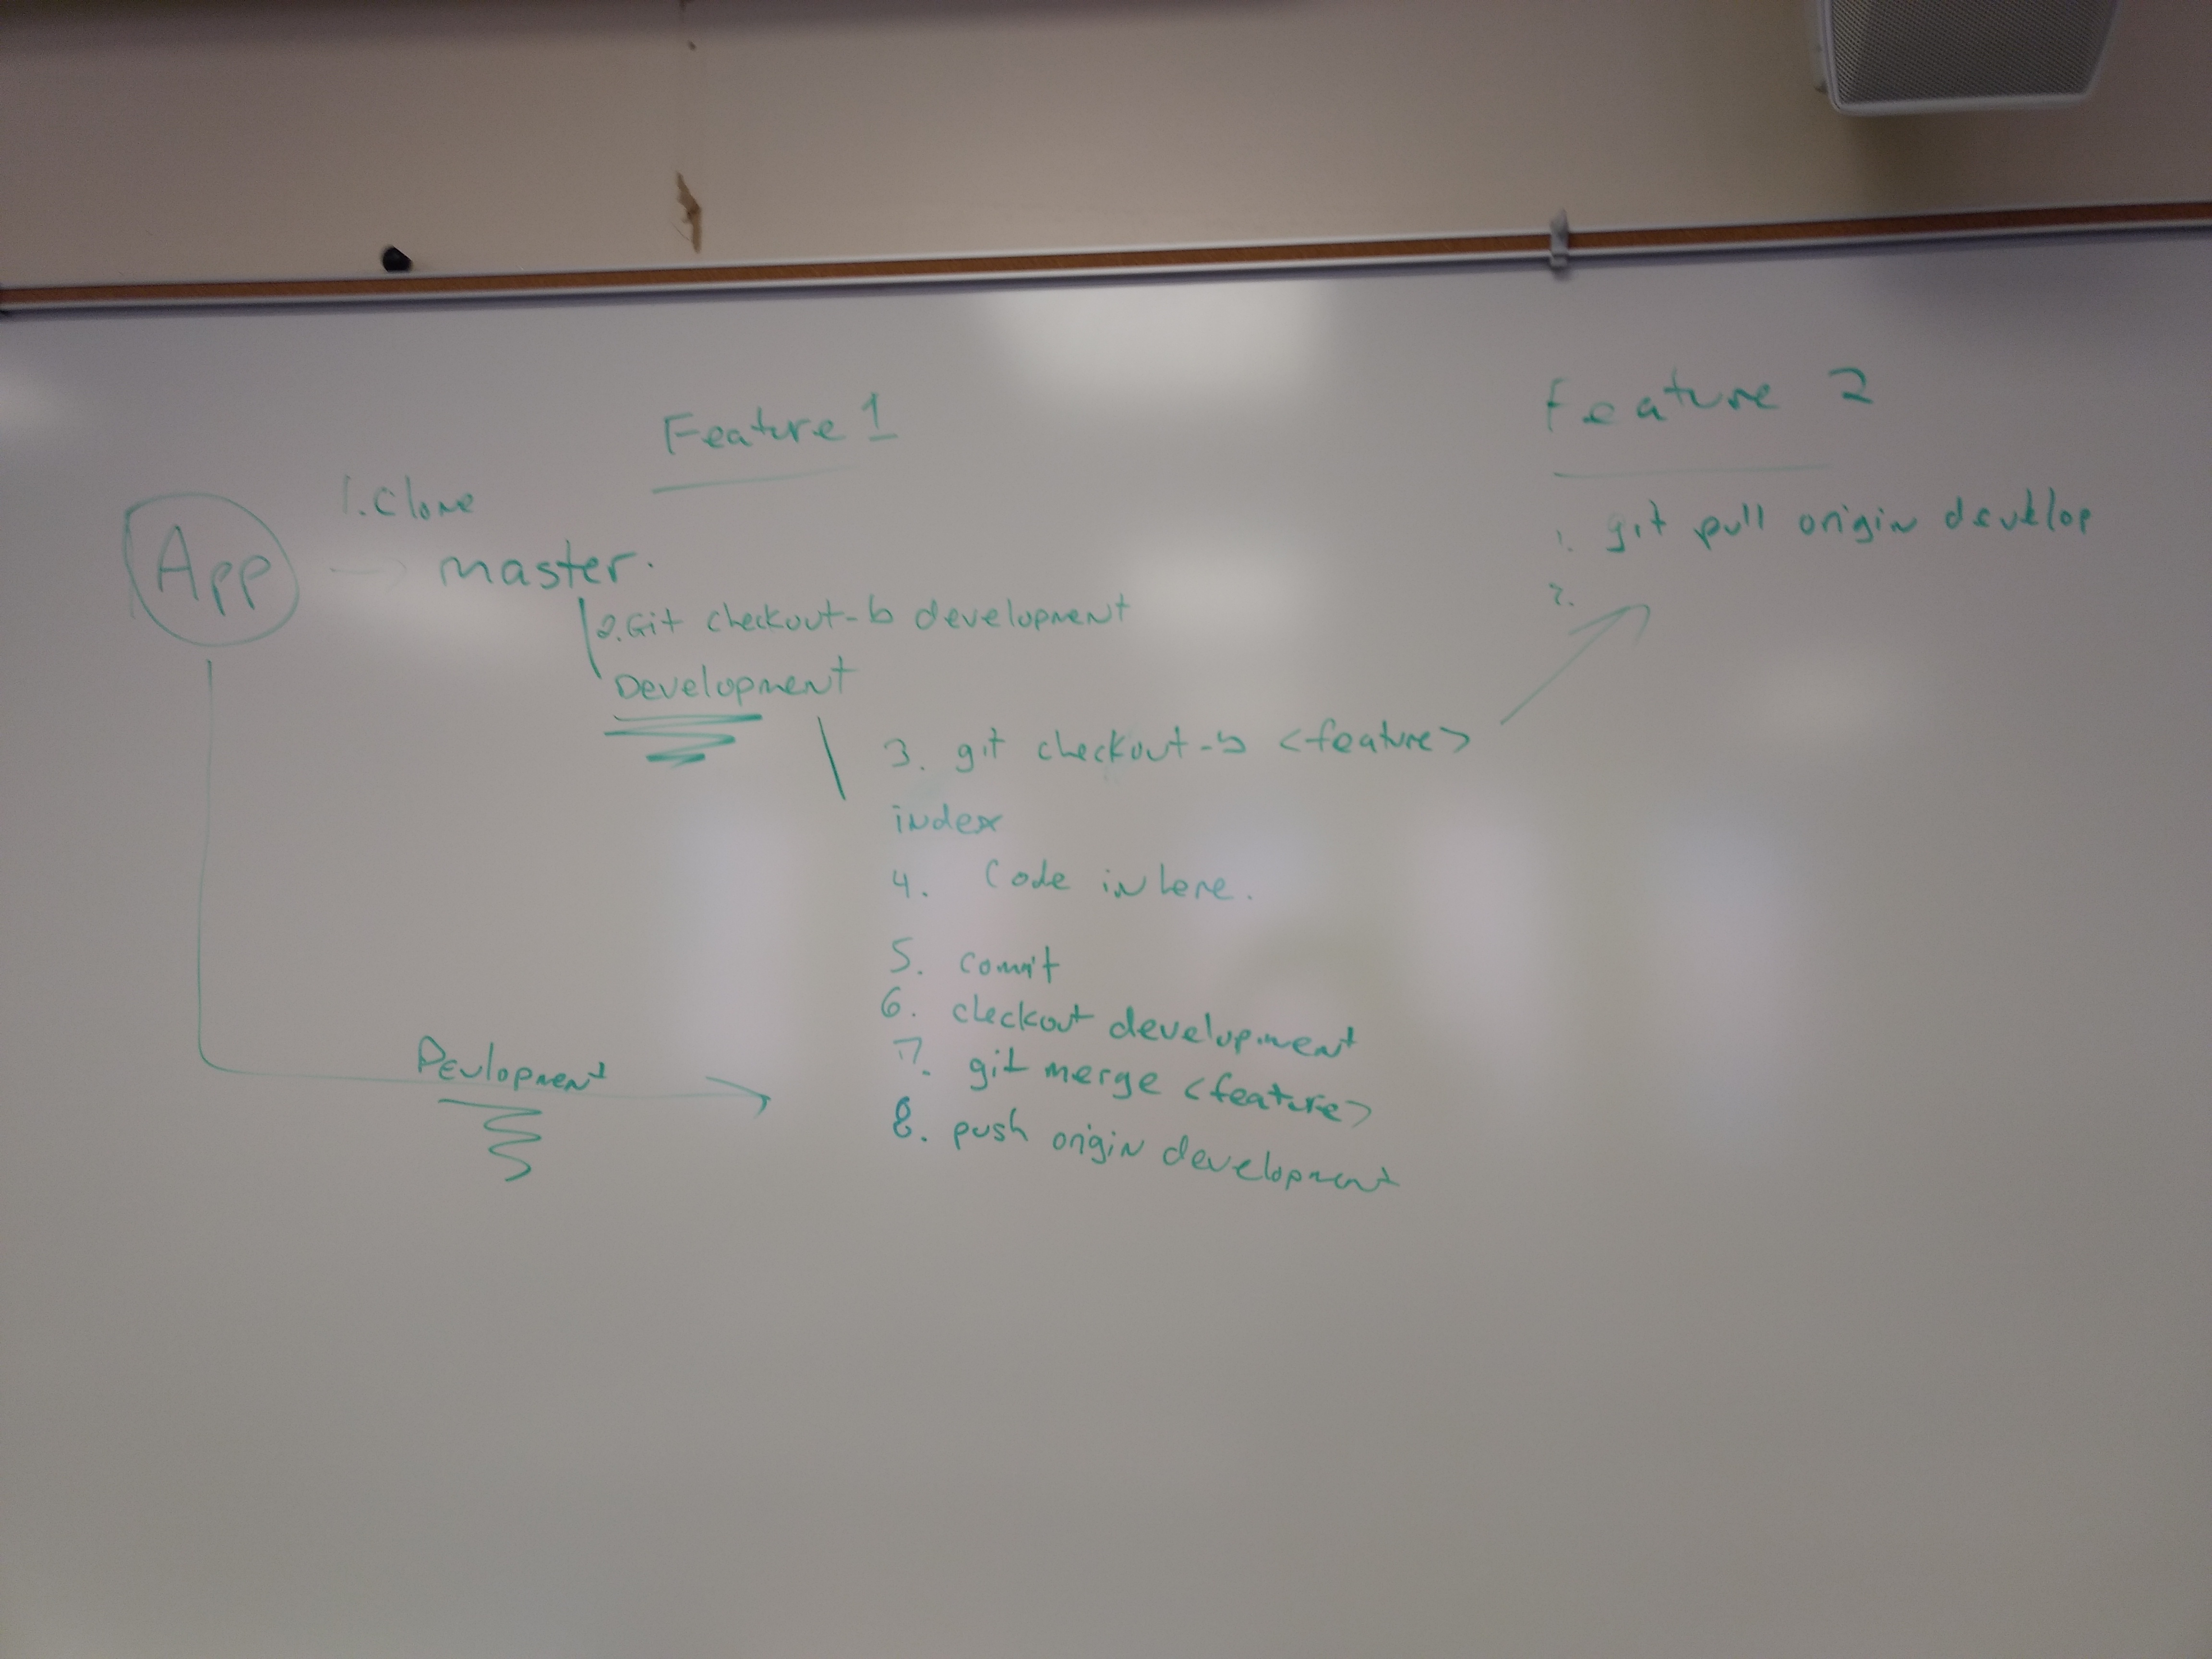 Feature 1
Feature 2
App
1. Clone
master.
2. Git checkout -b development
Development
3. git checkout -b <feature>
index
4. Code in here.
5. commit
6. checkout development
7. git merge <feature>
8. push origin development
Devlopment
1. git pull origin develop
2.